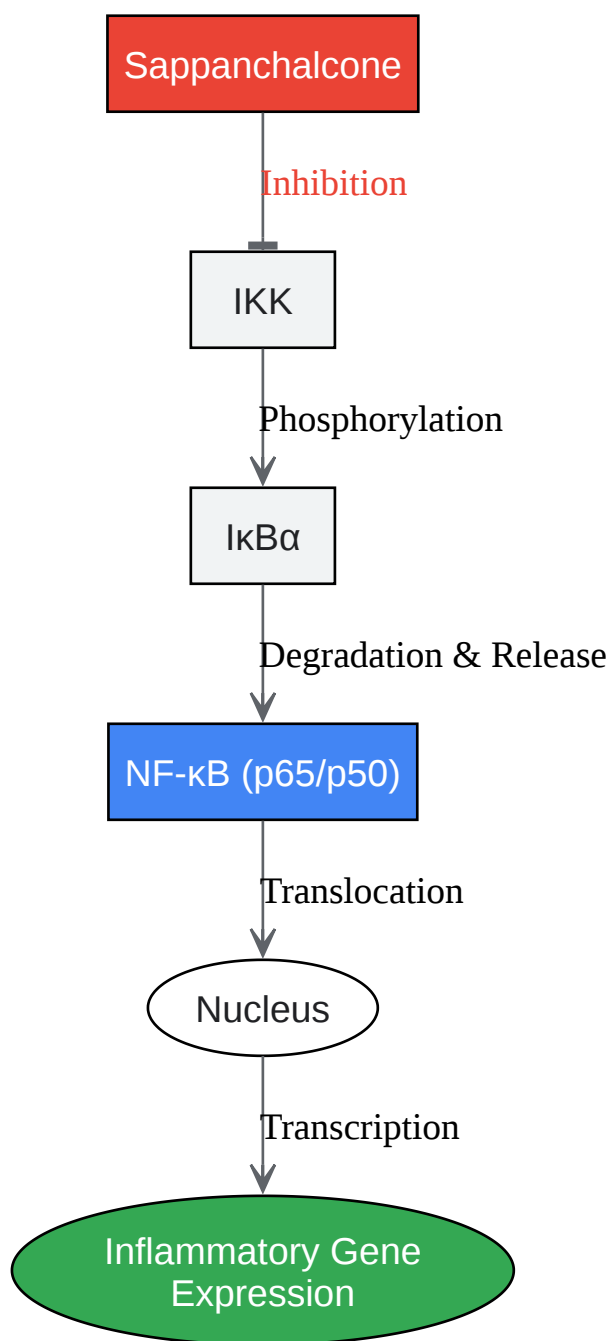 Sappanchalcone
Inhibition
IKK
Phosphorylation
IκBα
Degradation & Release
NF-κB (p65/p50)
Translocation
Nucleus
Transcription
Inflammatory Gene
Expression